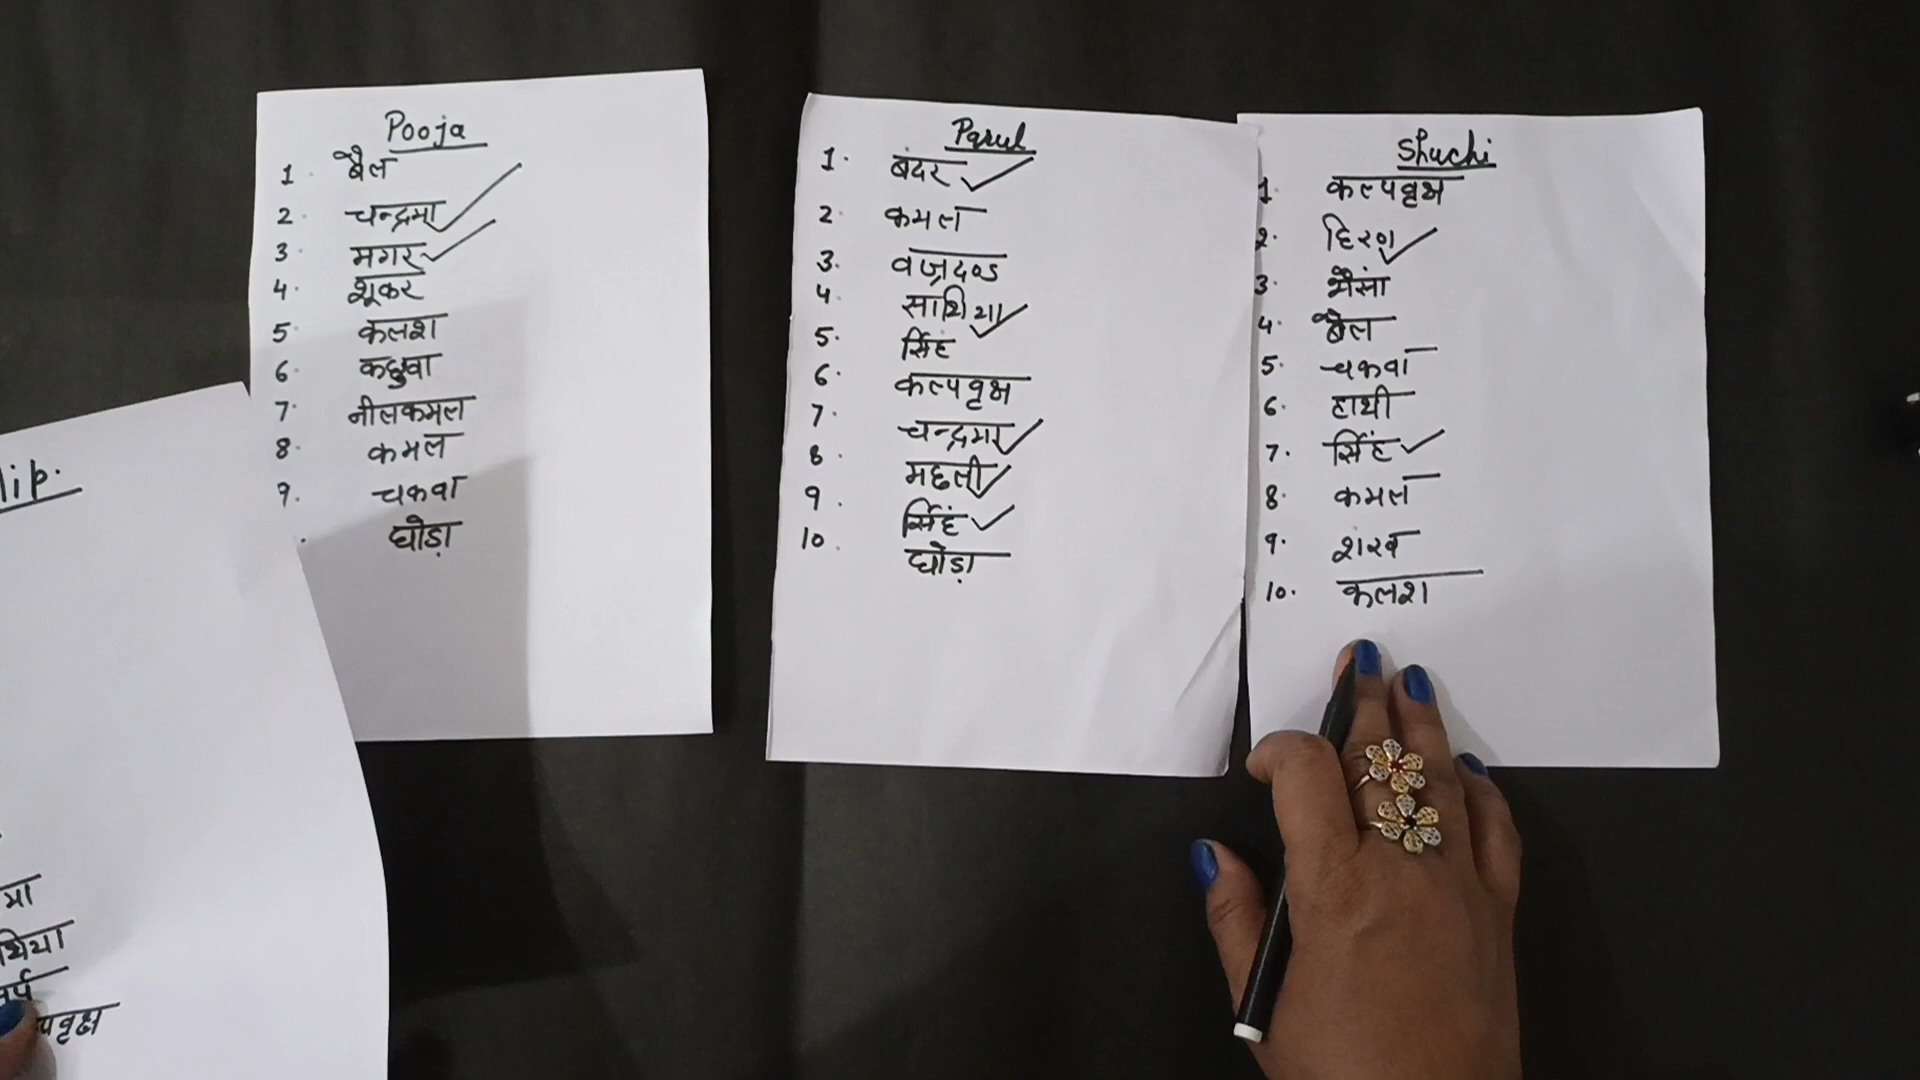 Pooja
1. बैल
2. चन्द्रमा
3. मगर
4. शूकर
5. कलश
6. कछुवा
7. नीलकमल
8. कमल
9. चकवा
. घोड़ा
Parul
1. बंदर
2. कमल
3. वज्रदण्ड
4. साथिया
5. सिंह
6. कल्पवृक्ष
7. चन्द्रमा
8. मछली
9. सिंह
10. घोड़ा
Shuchi
1. कल्पवृक्ष
2. हिरण
3. भैंसा
4. बैल
5. चकवा
6. हाथी
7. सिंह
8. कमल
9. शंख
10. कलश
lip.
मा
थिया
र्प
पवृक्ष